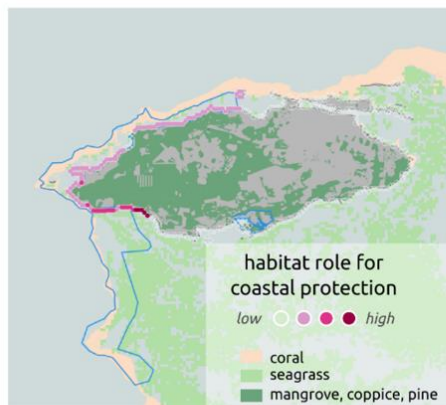 habitat role for
coastal protection
low high
coral
seagrass
mangrove, coppice, pine